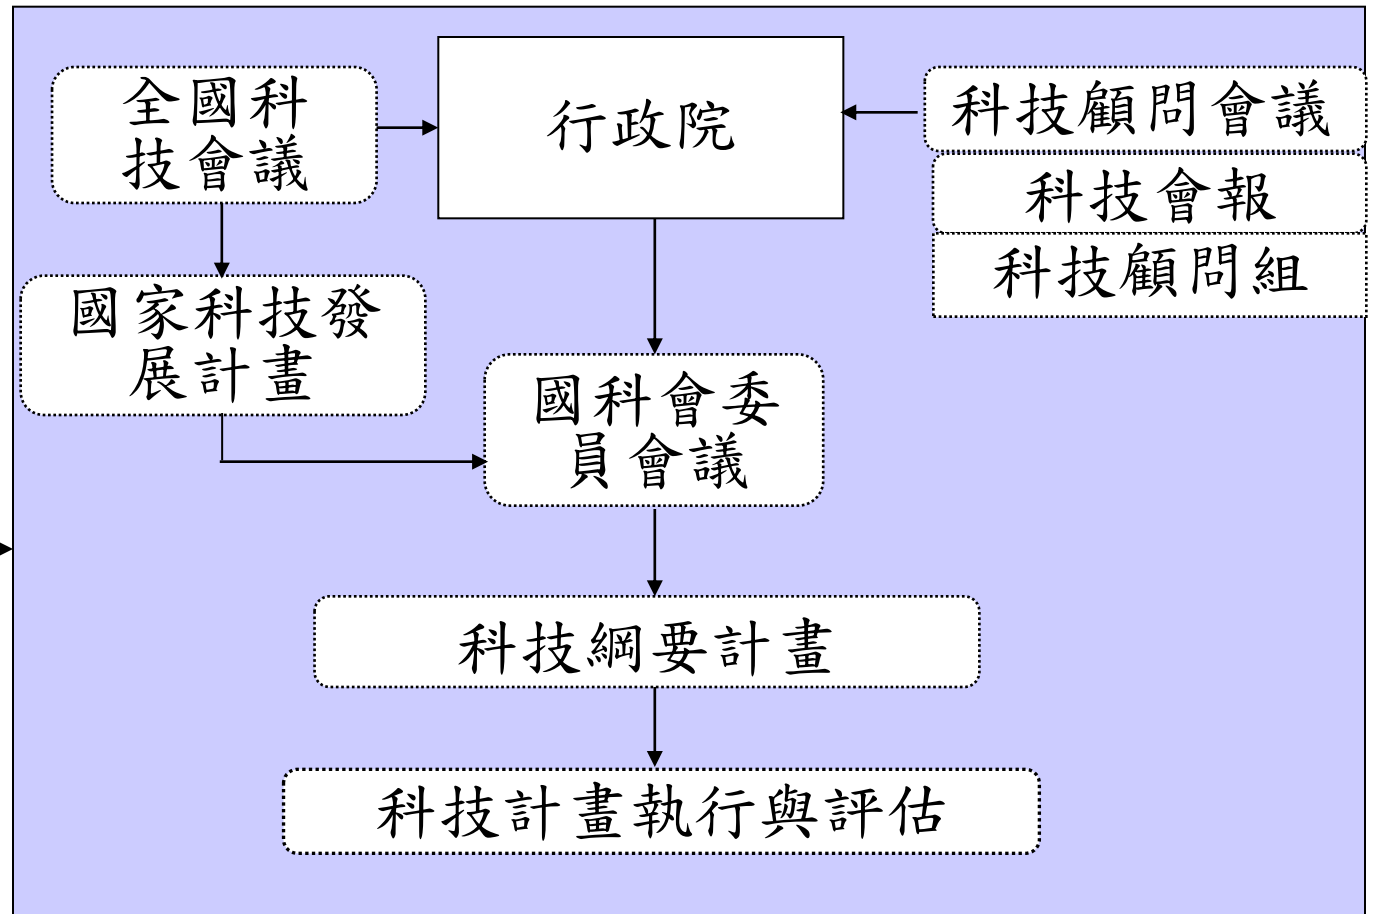 全國科
技會議
行政院
科技顧問會議
科技會報
科技顧問組
國家科技發
展計畫
國科會委
員會議
科技綱要計畫
科技計畫執行與評估